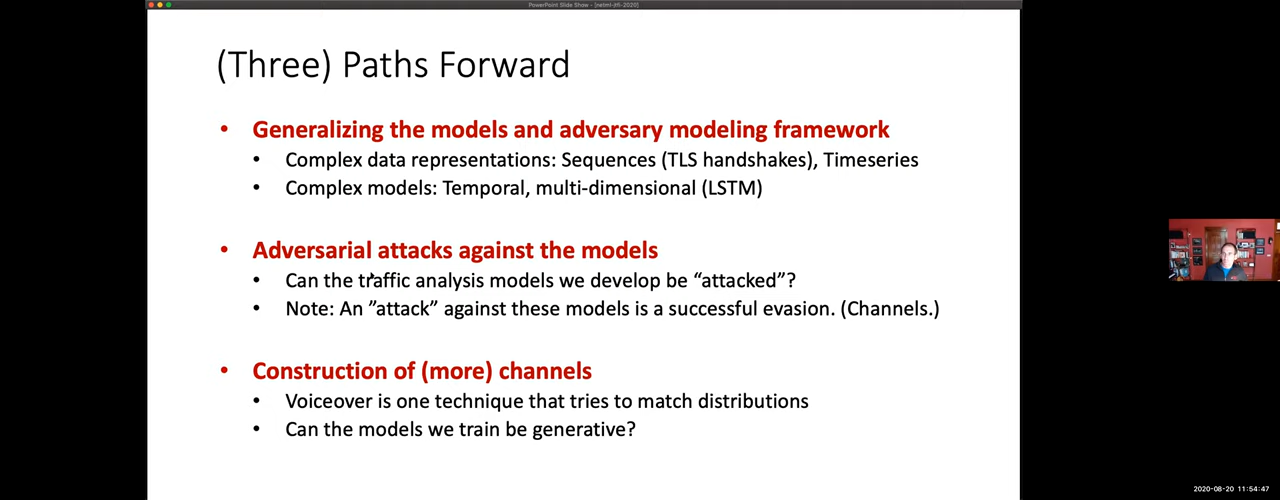 PowerPoint Slide Show - [netml-jtfi-2020]
(Three) Paths Forward
• Generalizing the models and adversary modeling framework
• Complex data representations: Sequences (TLS handshakes), Timeseries
• Complex models: Temporal, multi-dimensional (LSTM)
• Adversarial attacks against the models
• Can the traffic analysis models we develop be “attacked”?
• Note: An ”attack” against these models is a successful evasion. (Channels.)
• Construction of (more) channels
• Voiceover is one technique that tries to match distributions
• Can the models we train be generative?
2020-08-20 11:54:47